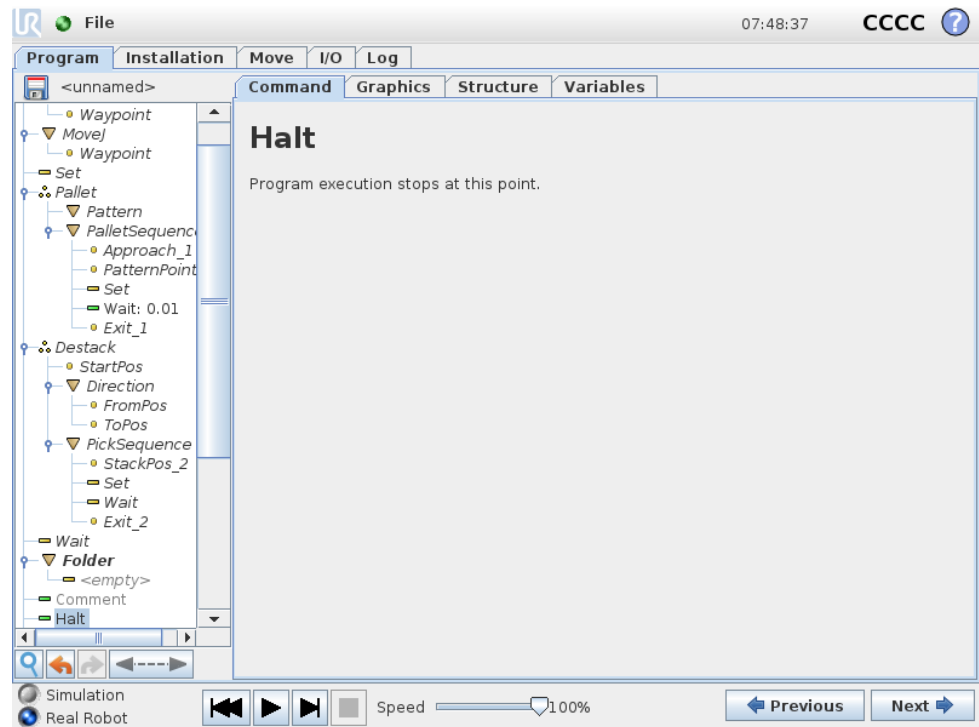 UR File 07:48:37 CCCC ?
Program Installation Move I/O Log
<unnamed>
Command Graphics Structure Variables
Waypoint
MoveJ
Waypoint
Set
Pallet
Pattern
PalletSequenc
Approach_1
PatternPoint
Set
Wait: 0.01
Exit_1
Destack
StartPos
Direction
FromPos
ToPos
PickSequence
StackPos_2
Set
Wait
Exit_2
Wait
Folder
<empty>
Comment
Halt
Halt
Program execution stops at this point.
Simulation
Real Robot
Speed 100%
Previous Next